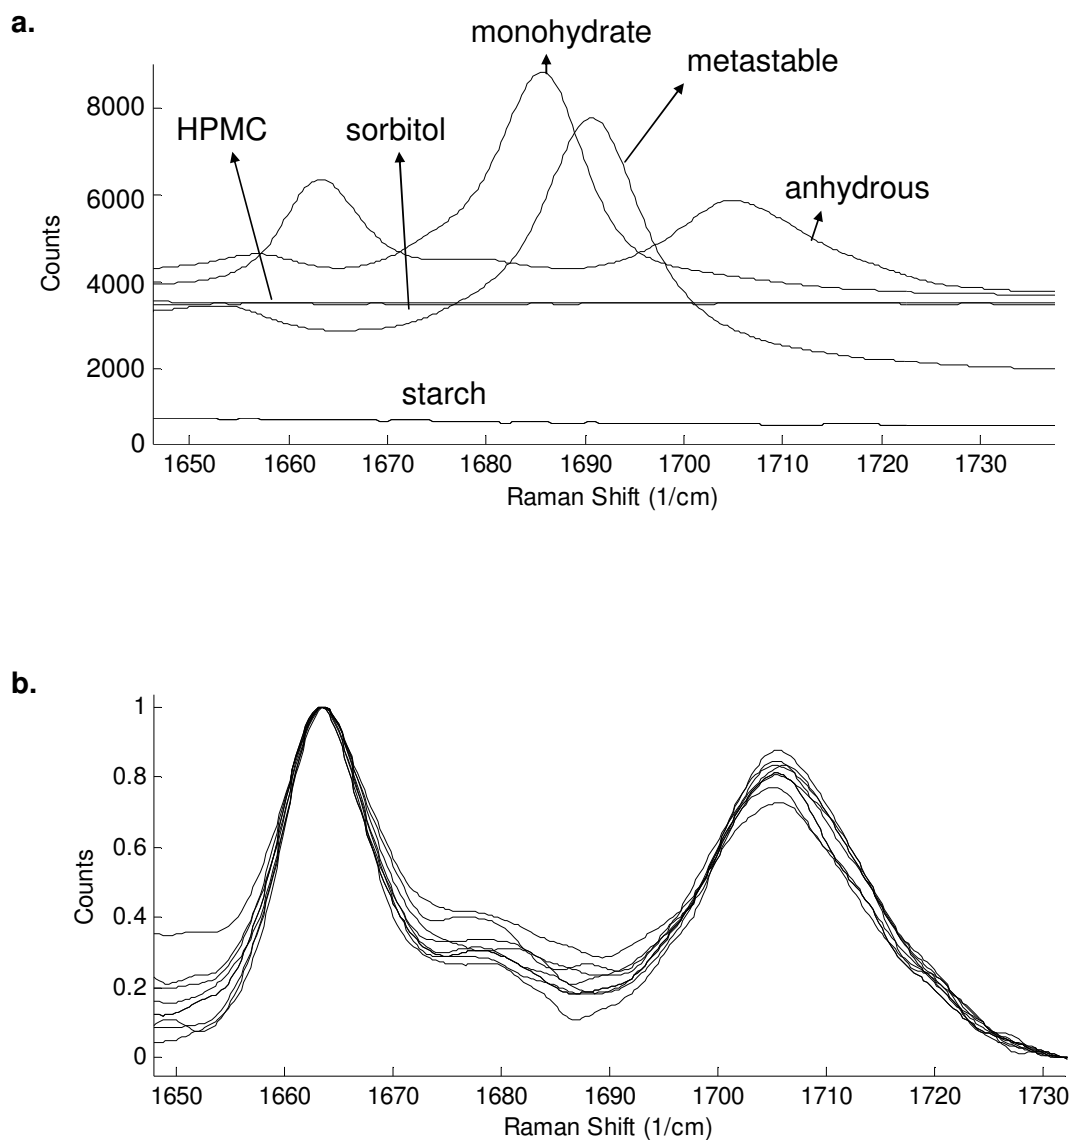 a.
monohydrate
metastable
HPMC
sorbitol
anhydrous
starch
8000
6000
4000
2000
0
Counts
1650 1660 1670 1680 1690 1700 1710 1720 1730
Raman Shift (1/cm)
b.
1
0.8
0.6
0.4
0.2
0
Counts
1650 1660 1670 1680 1690 1700 1710 1720 1730
Raman Shift (1/cm)